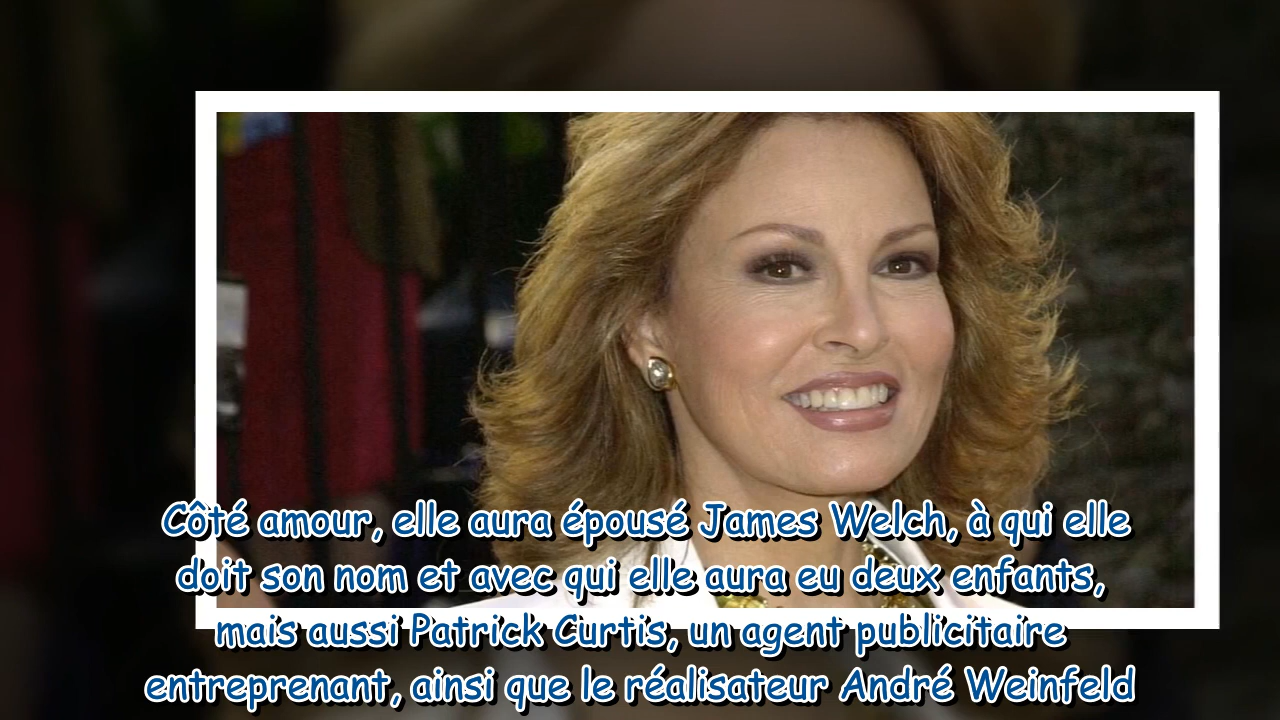 Côté amour, elle aura épousé James Welch, à qui elle
doit son nom et avec qui elle aura eu deux enfants,
mais aussi Patrick Curtis, un agent publicitaire
entreprenant, ainsi que le réalisateur André Weinfeld